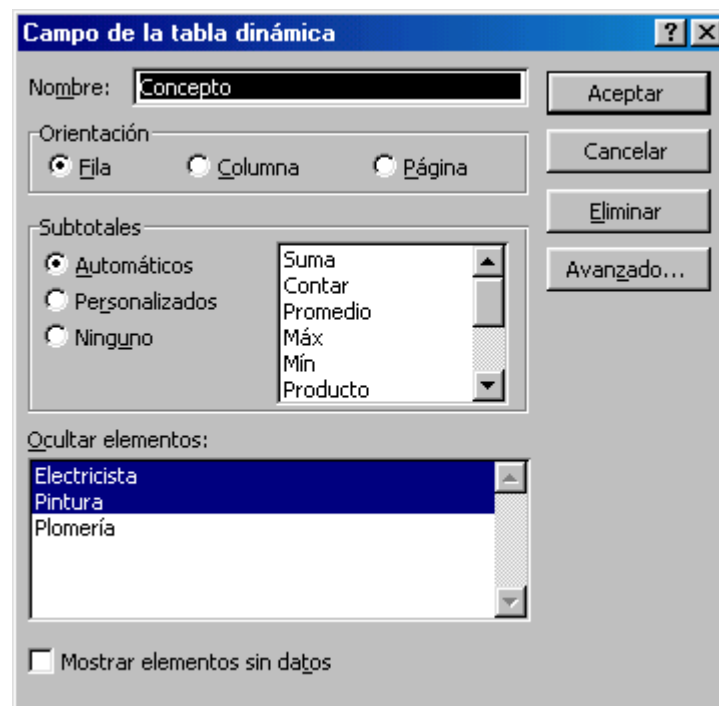 Campo de la tabla dinámica
Nombre: Concepto
Aceptar
Orientación
Fila Columna Página
Cancelar
Eliminar
Subtotales
Automáticos
Personalizados
Ninguno
Suma
Contar
Promedio
Máx
Mín
Producto
Avanzado...
Ocultar elementos:
Electricista
Pintura
Plomería
Mostrar elementos sin datos